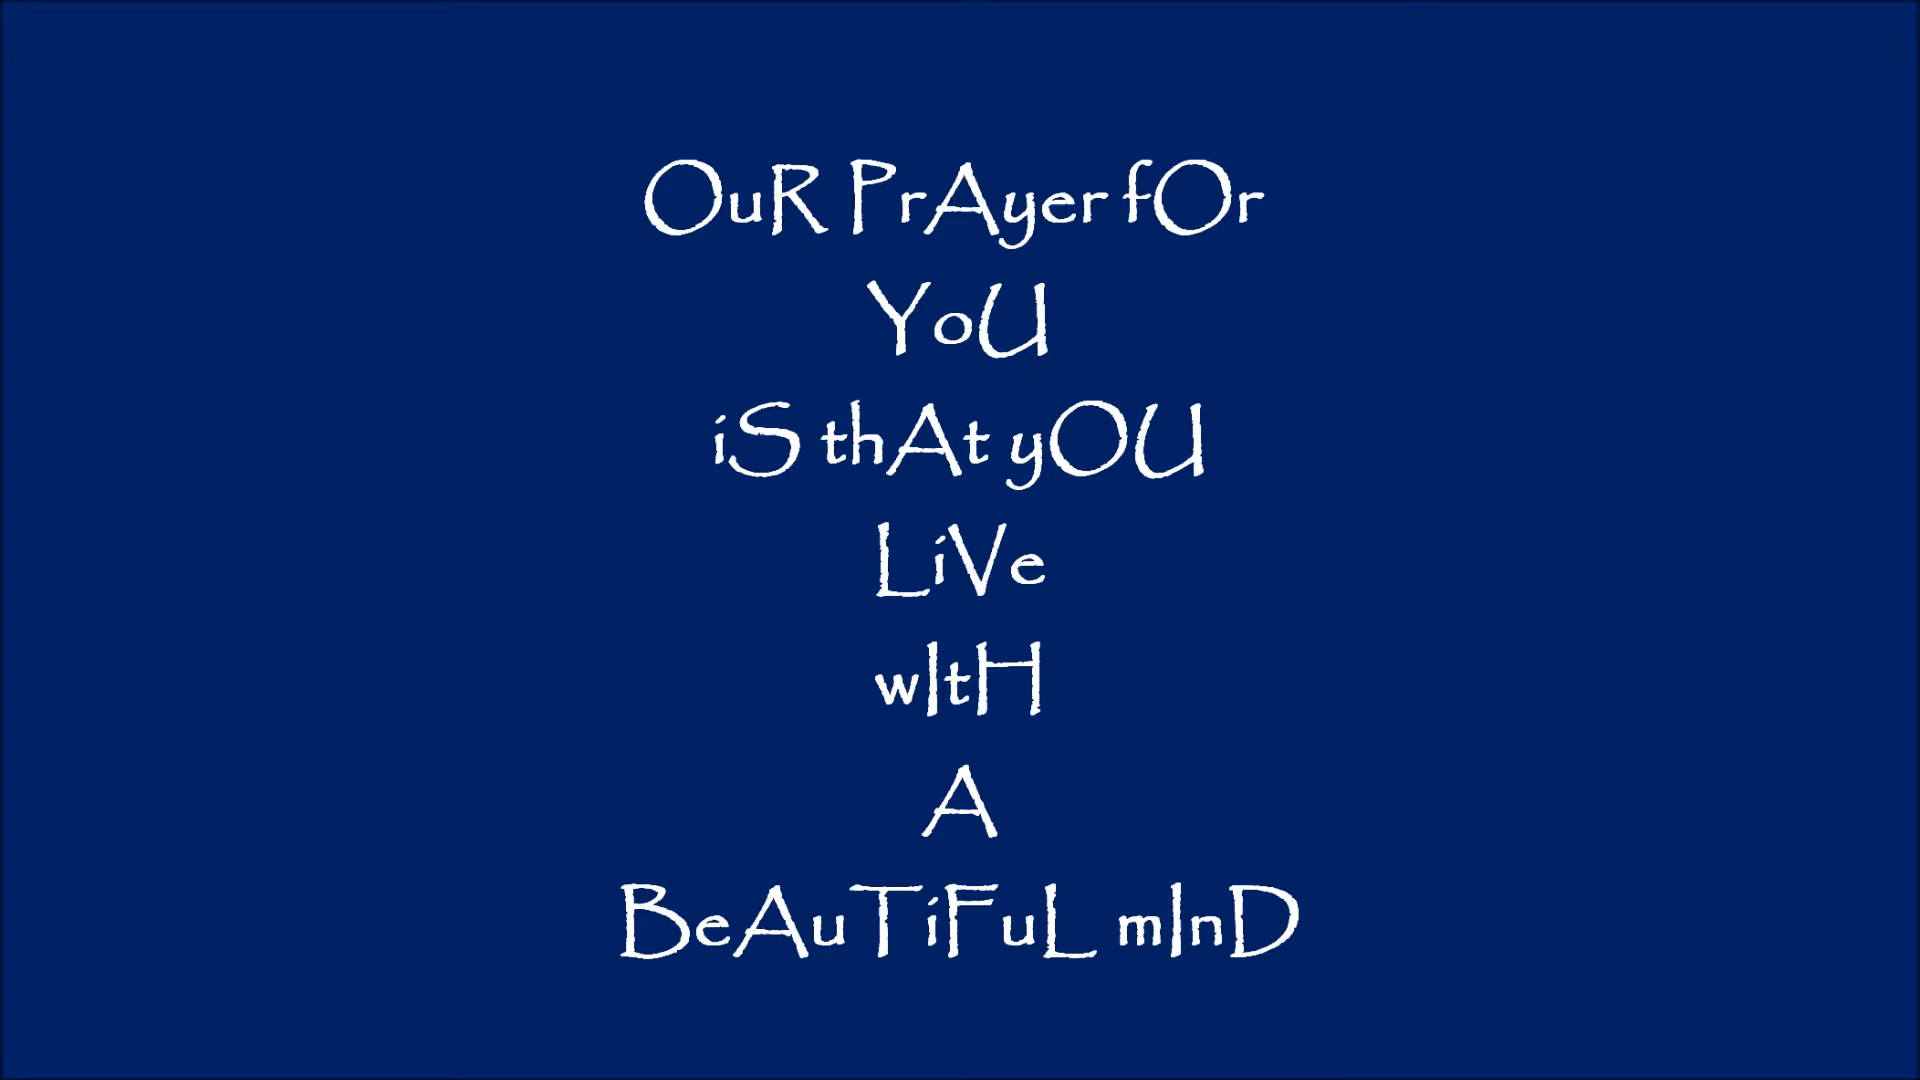 OuR PrAyer fOr
YoU
iS thAt yOU
LiVe
wItH
A
BeAuTiFuL mInD